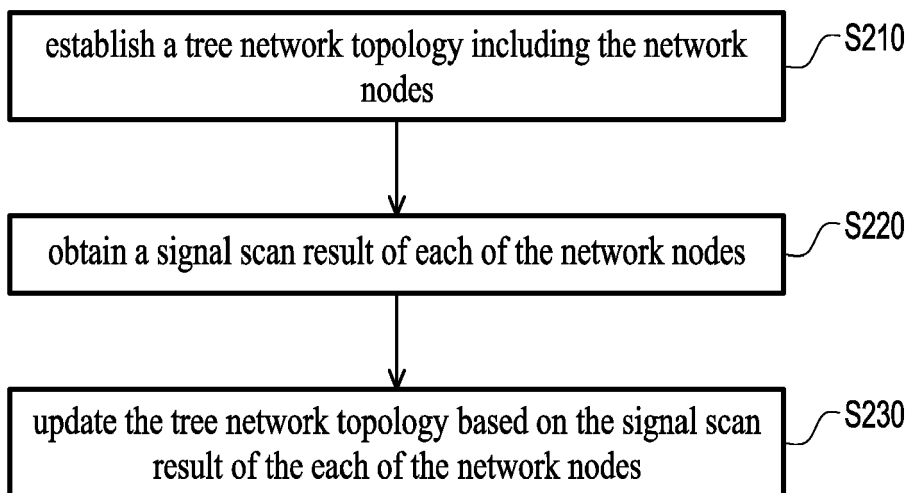 establish a tree network topology including the network
nodes
S210
obtain a signal scan result of each of the network nodes
S220
update the tree network topology based on the signal scan
result of the each of the network nodes
S230